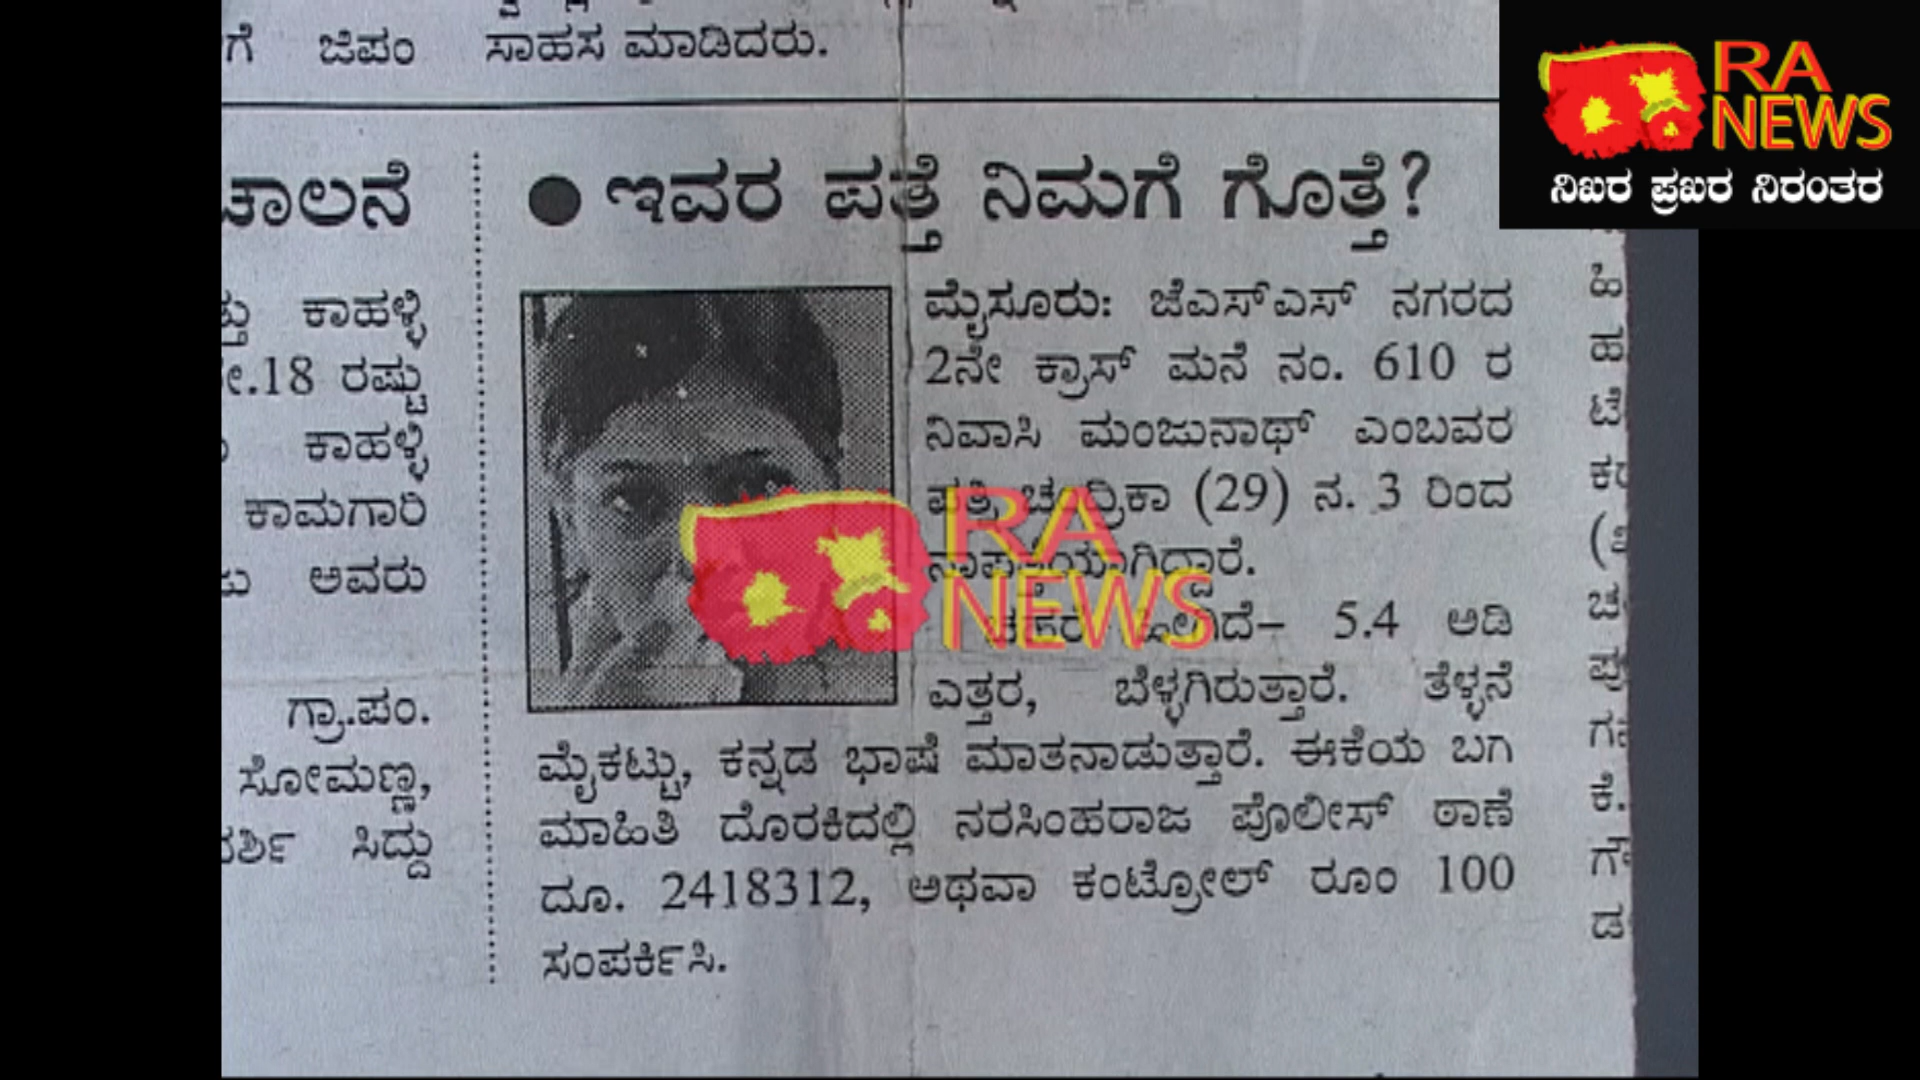 ಗೆ ಜಿಪಂ ಸಾಹಸ ಮಾಡಿದರು.
RA
NEWS
ನಿಖರ ಪ್ರಖರ ನಿರಂತರ
ಚಾಲನೆ
ಕಾಹಳ್ಳಿ
ಶೇ.18 ರಷ್ಟು
ಕಾಹಳ್ಳಿ
ಕಾಮಗಾರಿ
ಅವರು
ಗ್ರಾ.ಪಂ.
ಸೋಮಣ್ಣ,
ಸಿದ್ದು
● ಇವರ ಪತ್ತೆ ನಿಮಗೆ ಗೊತ್ತೆ?
ಮೈಸೂರು: ಜೆಎಸ್ಎಸ್ ನಗರದ
2ನೇ ಕ್ರಾಸ್ ಮನೆ ನಂ. 610 ರ
ನಿವಾಸಿ ಮಂಜುನಾಥ್ ಎಂಬವರ
ಪತ್ನಿ ಚಂದ್ರಿಕಾ (29) ನ. 3 ರಿಂದ
ನಾಪತ್ತೆಯಾಗಿದ್ದಾರೆ.
ಚಹರೆ ಹೀಗಿದೆ– 5.4 ಅಡಿ
ಎತ್ತರ, ಬೆಳ್ಳಗಿರುತ್ತಾರೆ. ತೆಳ್ಳನೆ
ಮೈಕಟ್ಟು, ಕನ್ನಡ ಭಾಷೆ ಮಾತನಾಡುತ್ತಾರೆ. ಈಕೆಯ ಬಗಿ
ಮಾಹಿತಿ ದೊರಕಿದಲ್ಲಿ ನರಸಿಂಹರಾಜ ಪೊಲೀಸ್ ಠಾಣೆ
ದೂ. 2418312, ಅಥವಾ ಕಂಟ್ರೋಲ್ ರೂಂ 100
ಸಂಪರ್ಕಿಸಿ.
RA
NEWS